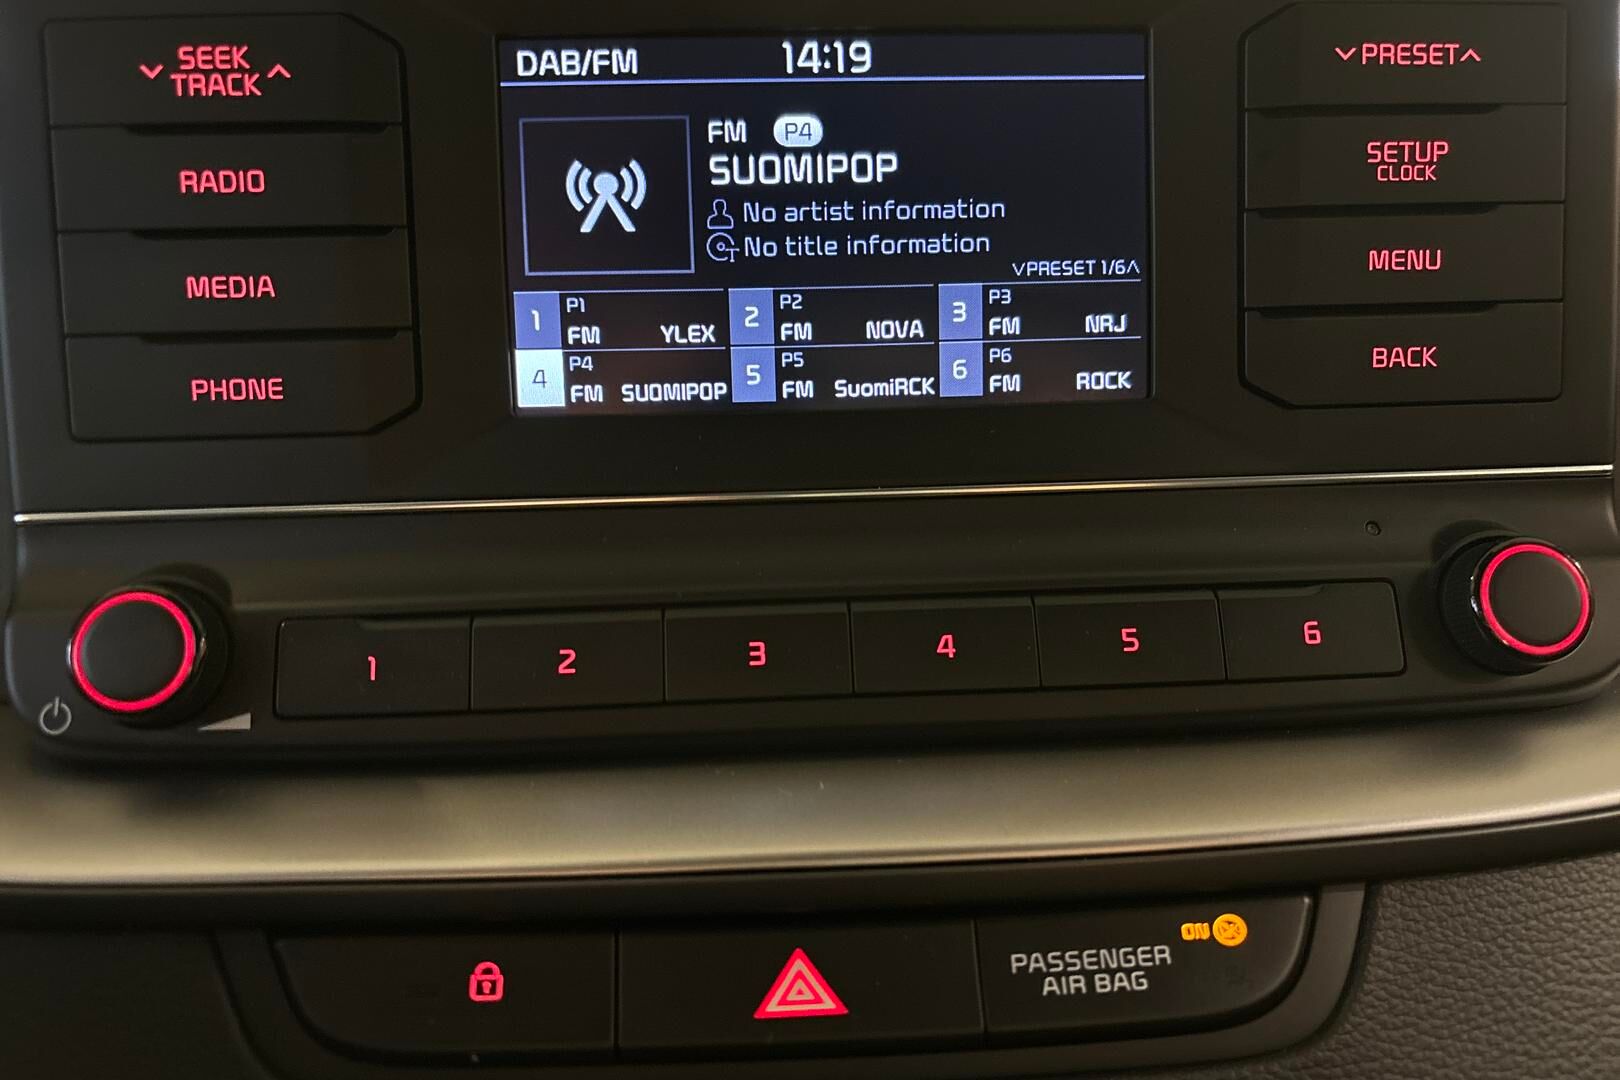 SEEK
TRACK
RADIO
MEDIA
PHONE
DAB/FM 14:19
FM P4
SUOMIPOP
No artist information
No title information
PRESET 1/6
1 P1 FM YLEX
2 P2 FM NOVA
3 P3 FM NRJ
4 P4 FM SUOMIPOP
5 P5 FM SuomiRCK
6 P6 FM ROCK
PRESET
SETUP
CLOCK
MENU
BACK
1 2 3 4 5 6
PASSENGER
AIR BAG
ON